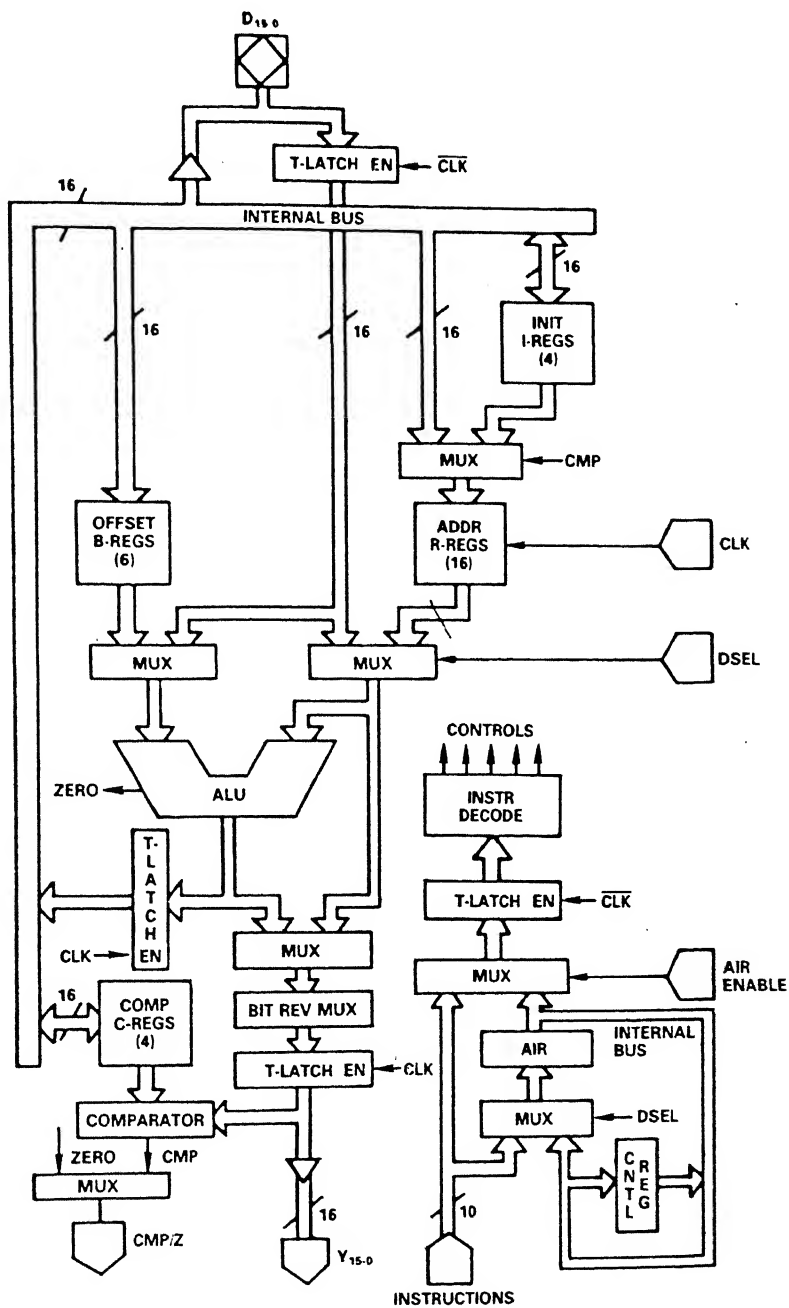 D15-0
T-LATCH EN
CLK
16
INTERNAL BUS
16
16
16
16
INIT
I-REGS
(4)
MUX
CMP
OFFSET
B-REGS
(6)
ADDR
R-REGS
(16)
CLK
MUX
MUX
DSEL
CONTROLS
ZERO
ALU
INSTR
DECODE
T-
L
A
T
C
H
EN
CLK
T-LATCH EN
CLK
MUX
MUX
AIR
ENABLE
16
COMP
C-REGS
(4)
BIT REV MUX
AIR
INTERNAL
BUS
T-LATCH EN
CLK
MUX
DSEL
COMPARATOR
ZERO
CMP
CNTL
REG
MUX
16
10
CMP/Z
Y15-0
INSTRUCTIONS